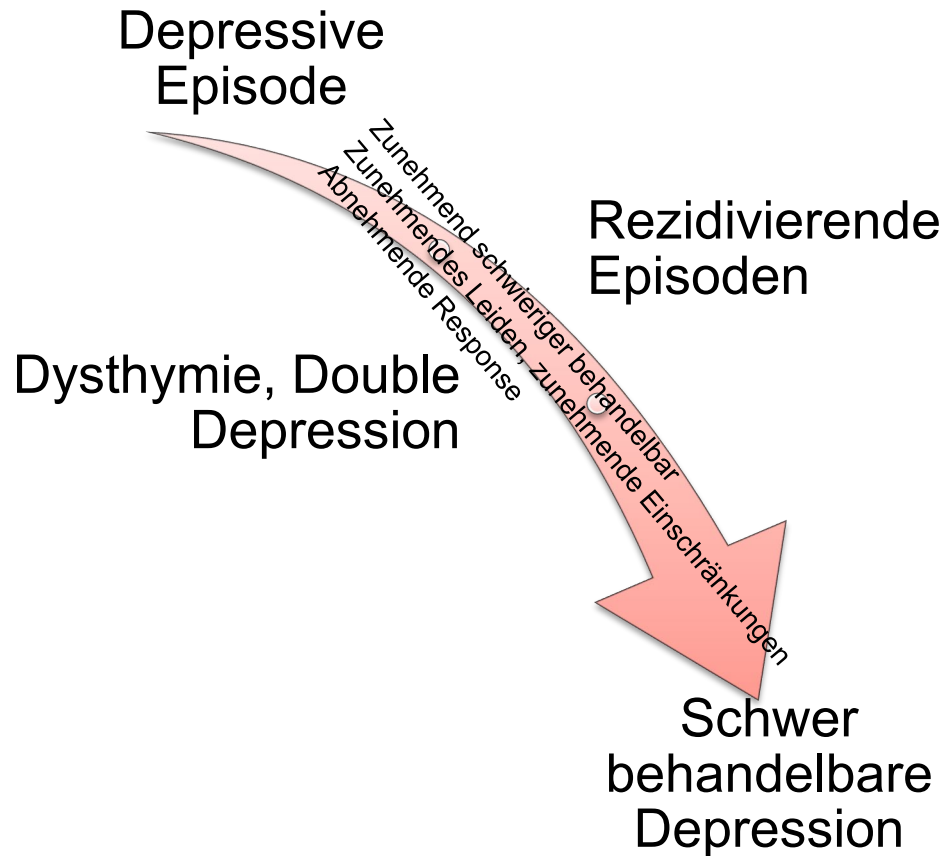 Depressive
Episode
Zunehmend schwieriger behandelbar
Zunehmendes Leiden, zunehmende Einschränkungen
Abnehmende Response
Rezidivierende
Episoden
Dysthymie, Double
Depression
Schwer
behandelbare
Depression